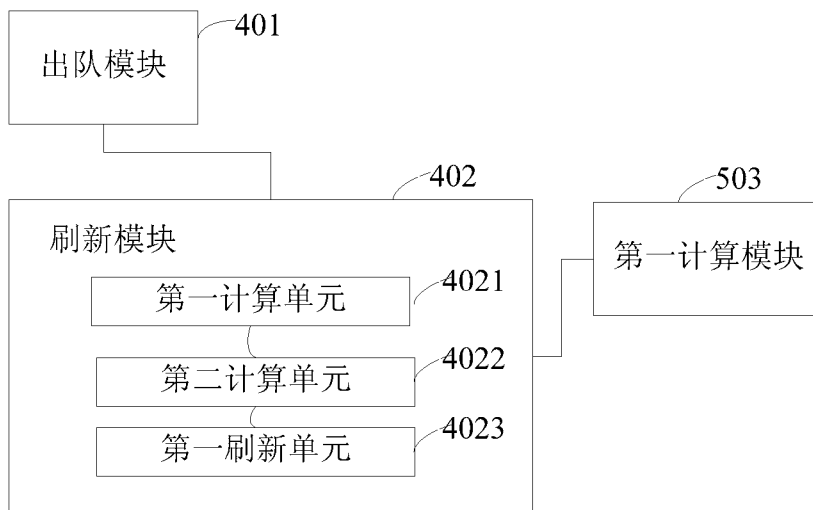 401
出队模块
402
503
刷新模块
第一计算模块
第一计算单元
4021
第二计算单元
4022
第一刷新单元
4023